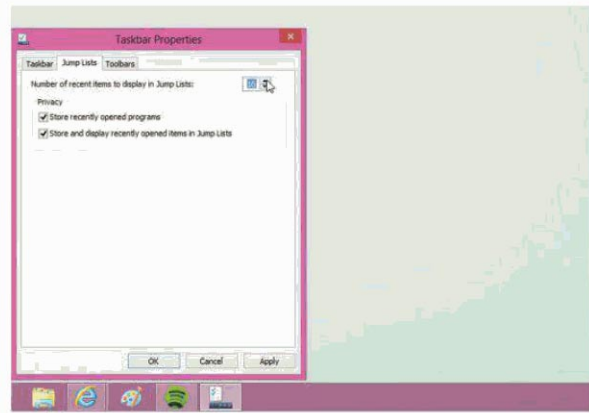 Taskbar Properties
Taskbar Jump Lists Toolbars
Number of recent items to display in Jump Lists:
Privacy
Store recently opened programs
Store and display recently opened items in Jump Lists
OK Cancel Apply